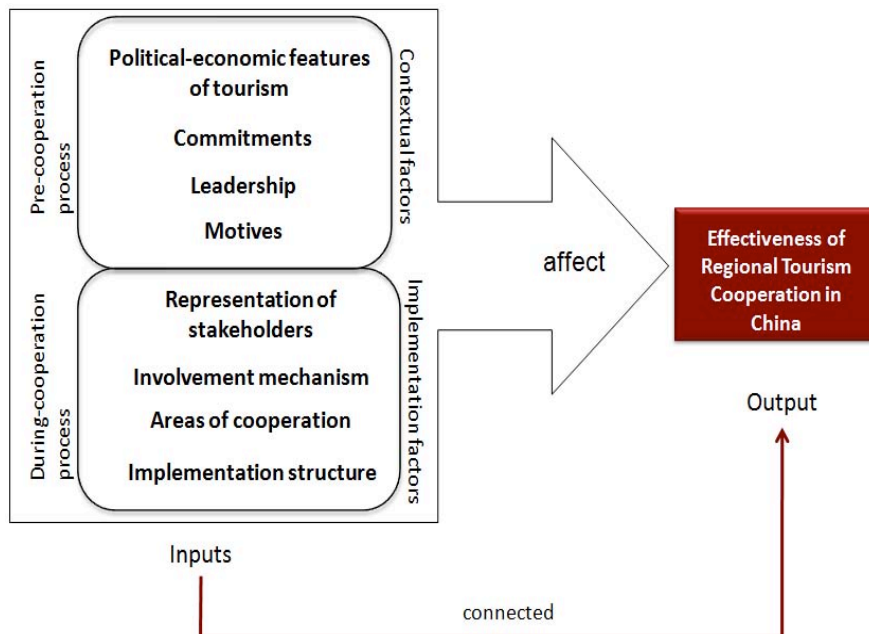 Pre-cooperation
process
Political-economic features
of tourism
Commitments
Leadership
Motives
Contextual factors
During-cooperation
process
Representation of
stakeholders
Involvement mechanism
Areas of cooperation
Implementation structure
Implementation factors
affect
Effectiveness of
Regional Tourism
Cooperation in
China
Inputs
Output
connected